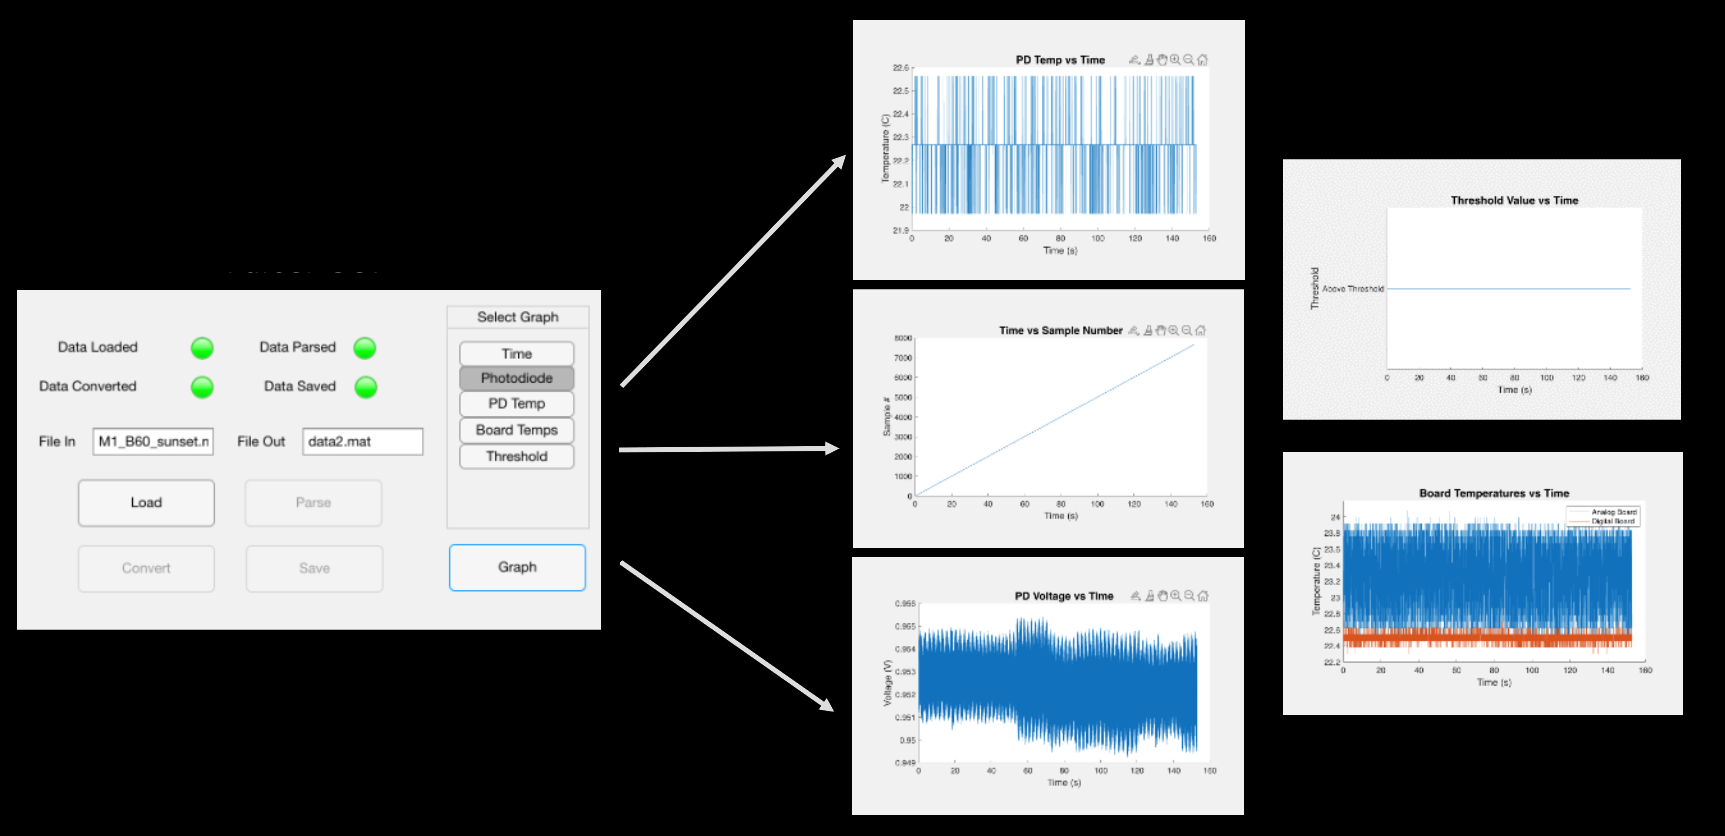 Data Loaded
Data Parsed
Data Converted
Data Saved
File In
M1_B60_sunset.n
File Out
data2.mat
Load
Parse
Convert
Save
Select Graph
Time
Photodiode
PD Temp
Board Temps
Threshold
Graph
PD Temp vs Time
Temperature (C)
22.6
22.5
22.4
22.3
22.2
22.1
22
21.9
0 20 40 60 80 100 120 140 160
Time (s)
Time vs Sample Number
Sample #
8000
7000
6000
5000
4000
3000
2000
1000
0
0 20 40 60 80 100 120 140 160
Time (s)
PD Voltage vs Time
Voltage (V)
0.955
0.954
0.953
0.952
0.951
0.95
0.949
0 20 40 60 80 100 120 140 160
Time (s)
Threshold Value vs Time
Threshold
Above Threshold
0 20 40 60 80 100 120 140 160
Time (s)
Board Temperatures vs Time
Analog Board
Digital Board
Temperature (C)
24
23.8
23.6
23.4
23.2
23
22.8
22.6
22.4
22.2
0 20 40 60 80 100 120 140 160
Time (s)